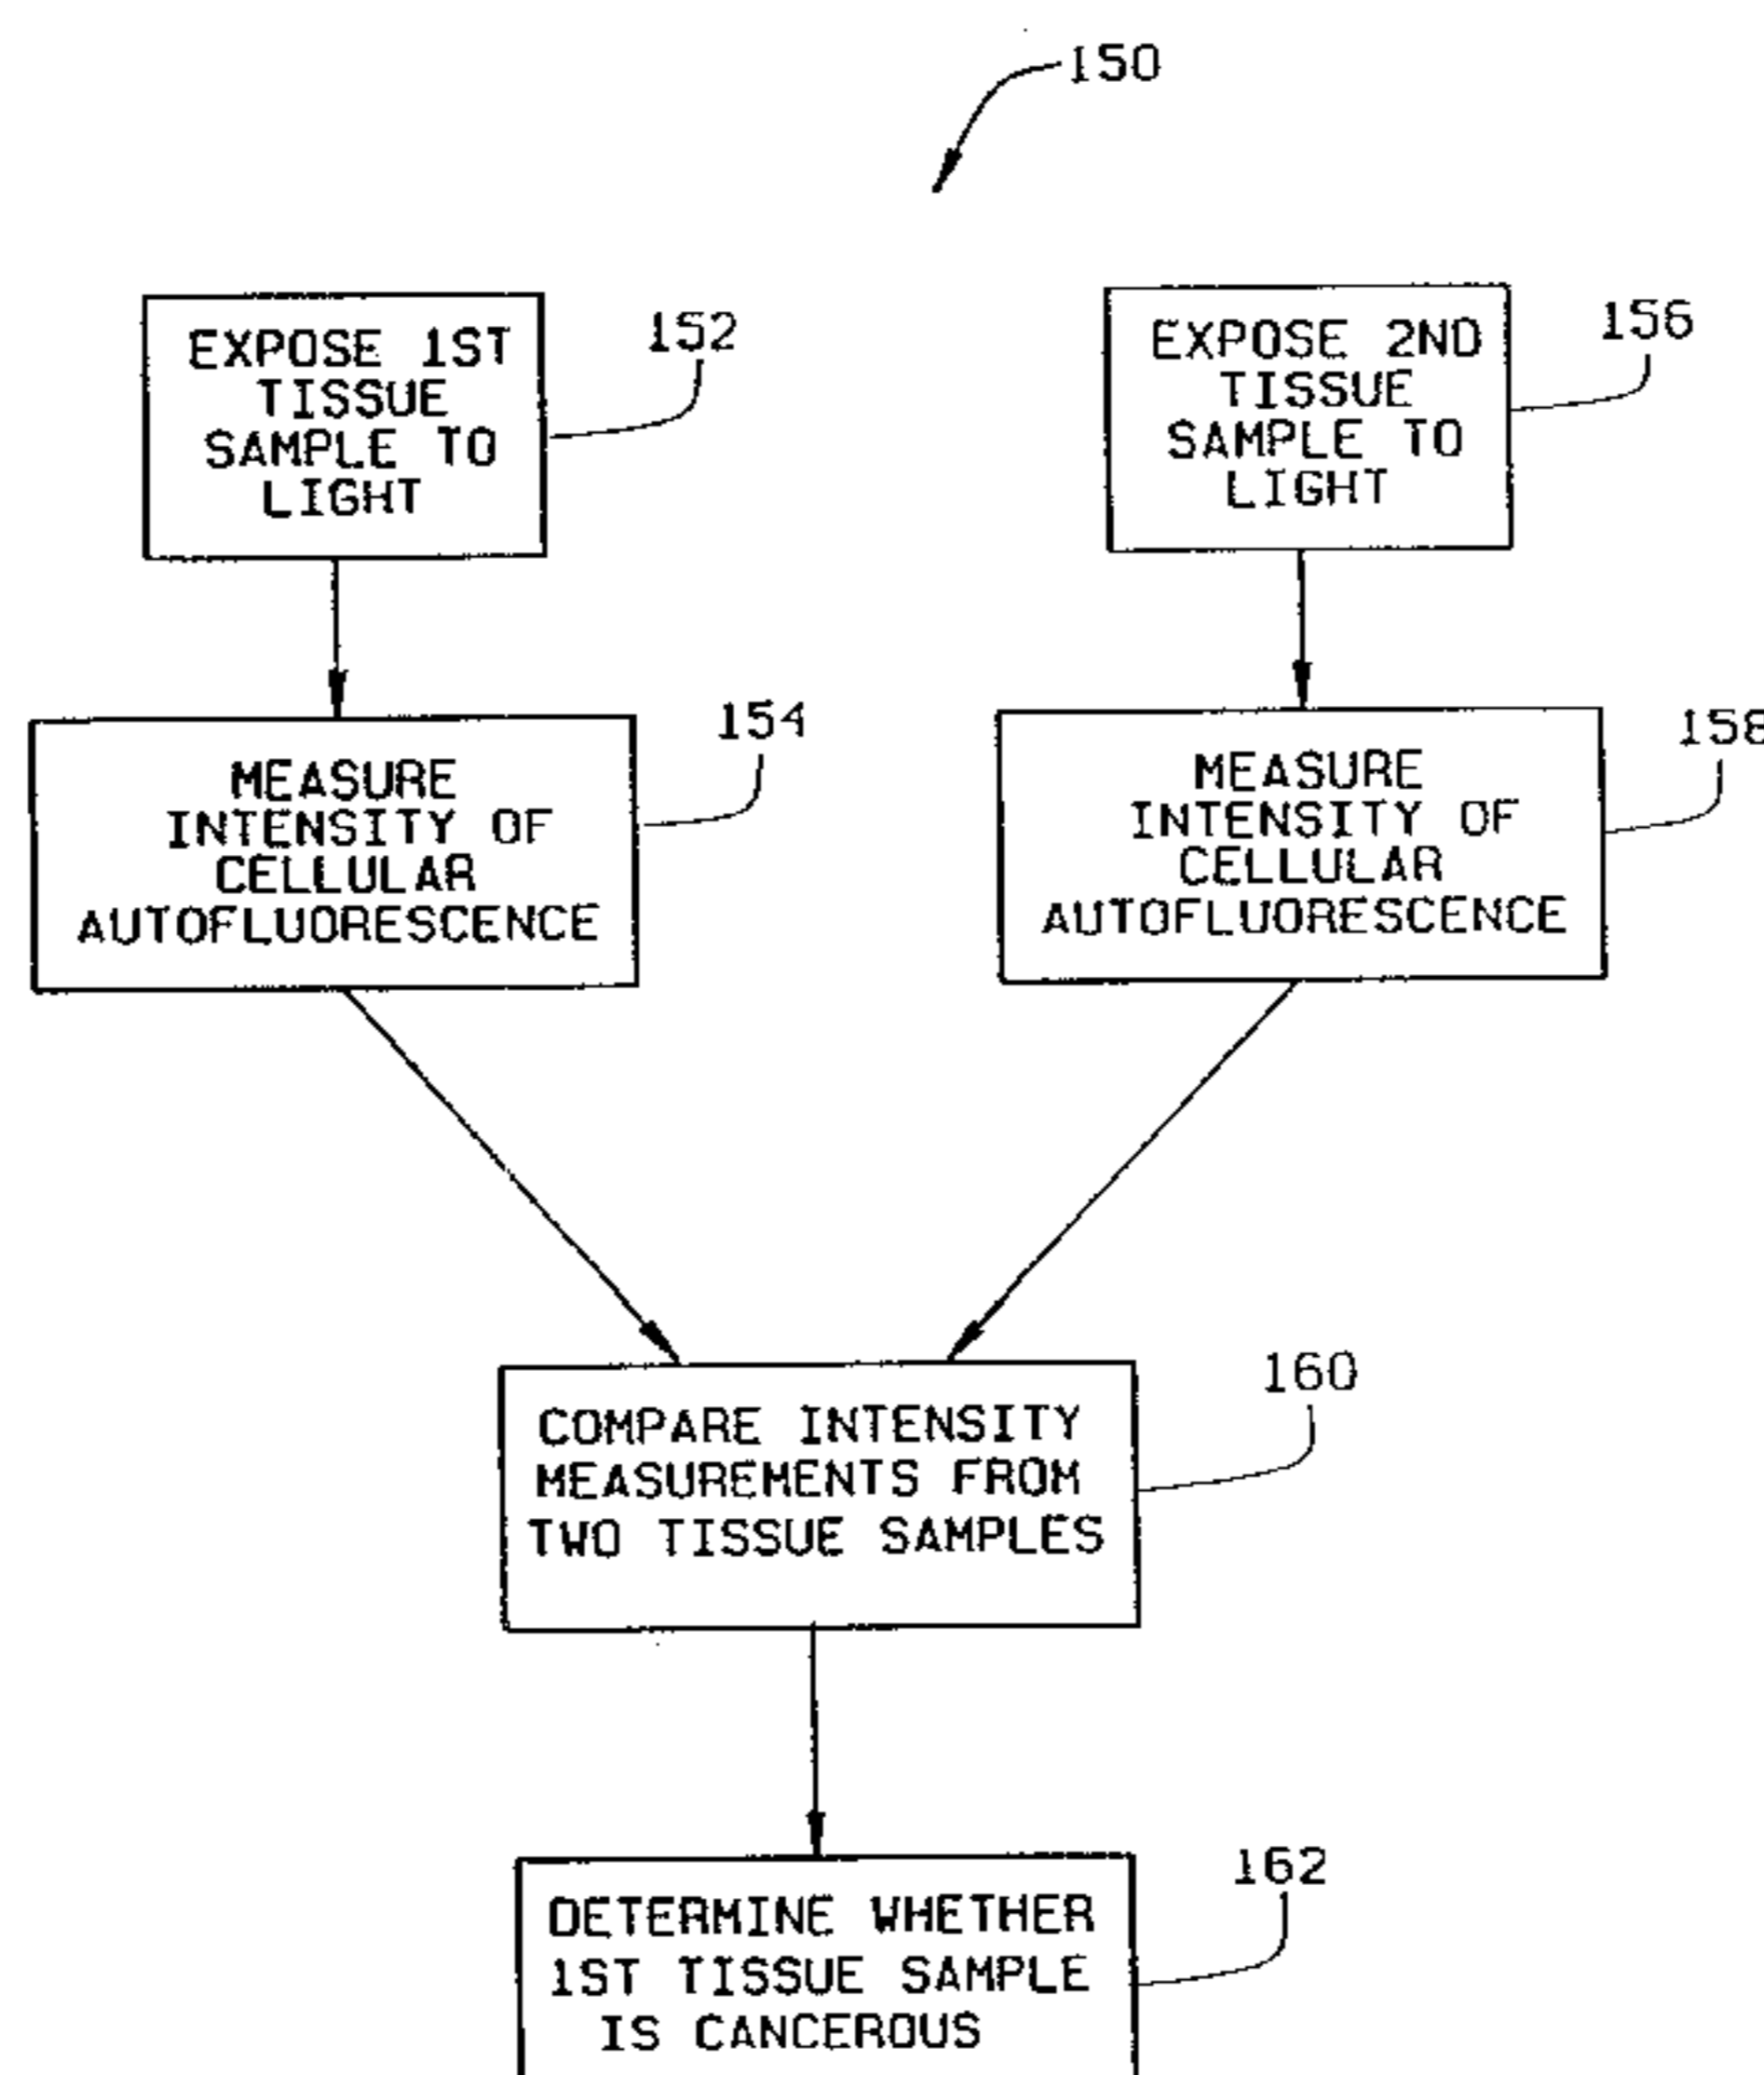 150
EXPOSE 1ST
TISSUE
SAMPLE TO
LIGHT
152
EXPOSE 2ND
TISSUE
SAMPLE TO
LIGHT
156
MEASURE
INTENSITY OF
CELLULAR
AUTOFLUORESCENCE
154
MEASURE
INTENSITY OF
CELLULAR
AUTOFLUORESCENCE
158
COMPARE INTENSITY
MEASUREMENTS FROM
TWO TISSUE SAMPLES
160
DETERMINE WHETHER
1ST TISSUE SAMPLE
IS CANCEROUS
162